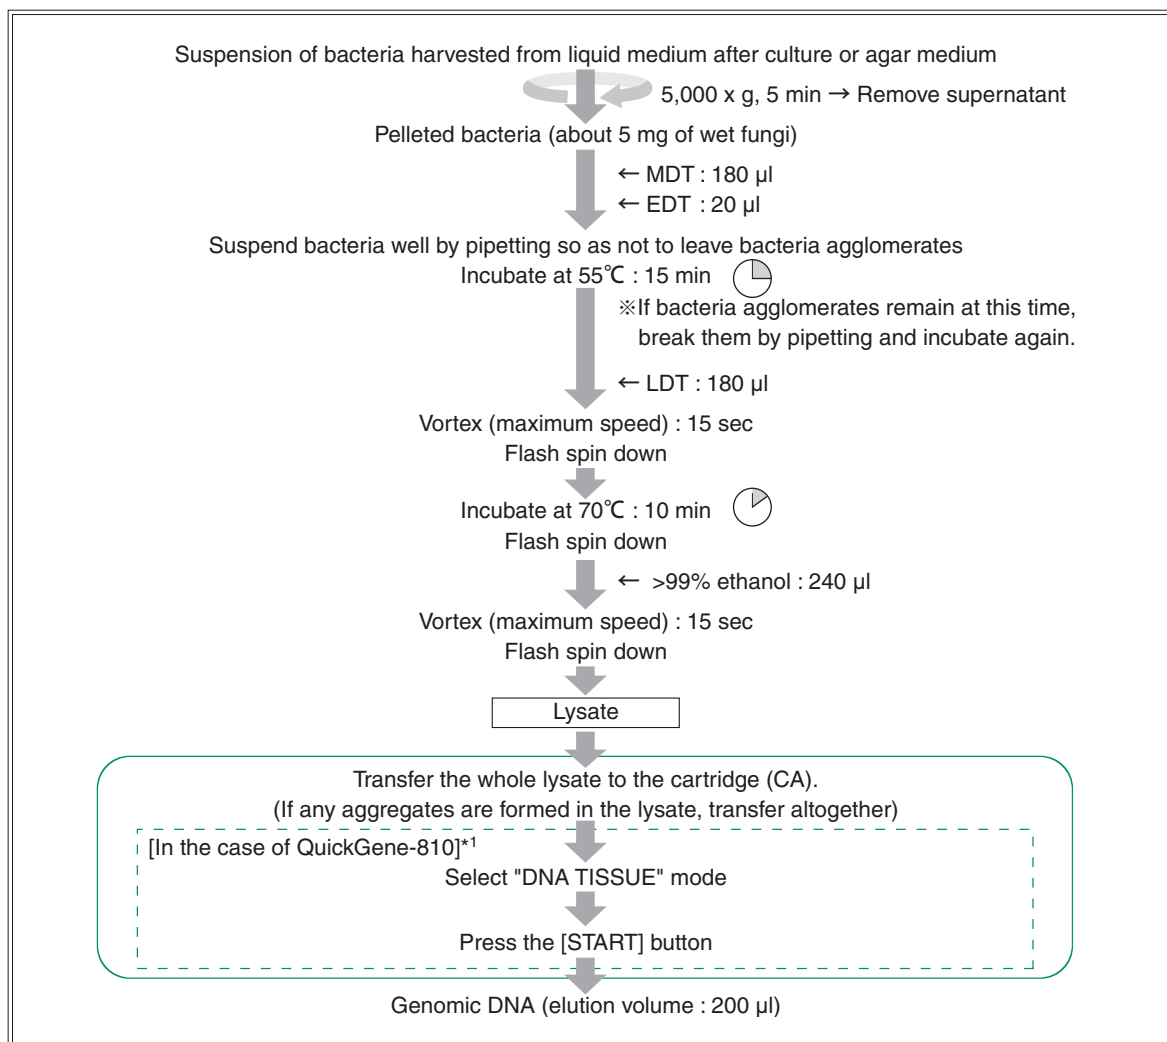 Suspension of bacteria harvested from liquid medium after culture or agar medium
5,000 x g, 5 min → Remove supernatant
Pelleted bacteria (about 5 mg of wet fungi)
← MDT : 180 µl
← EDT : 20 µl
Suspend bacteria well by pipetting so as not to leave bacteria agglomerates
Incubate at 55℃ : 15 min
※If bacteria agglomerates remain at this time,
break them by pipetting and incubate again.
← LDT : 180 µl
Vortex (maximum speed) : 15 sec
Flash spin down
Incubate at 70℃ : 10 min
Flash spin down
← >99% ethanol : 240 µl
Vortex (maximum speed) : 15 sec
Flash spin down
Lysate
Transfer the whole lysate to the cartridge (CA).
(If any aggregates are formed in the lysate, transfer altogether)
[In the case of QuickGene-810]*1
Select "DNA TISSUE" mode
Press the [START] button
Genomic DNA (elution volume : 200 µl)